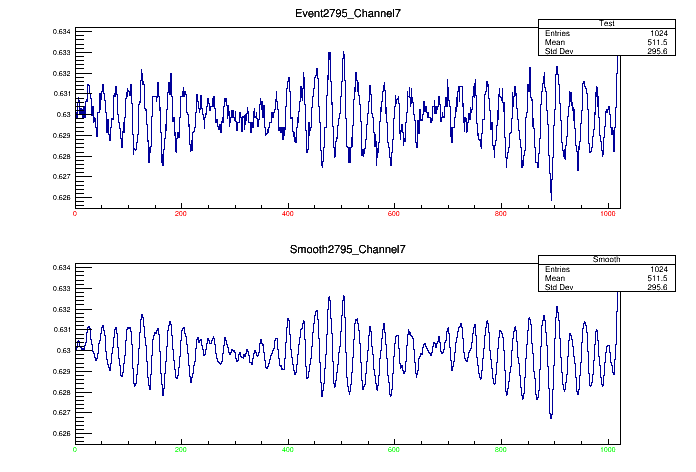 Event2795_Channel7
Test
Entries 1024
Mean 511.5
Std Dev 295.6
0.634
0.633
0.632
0.631
0.63
0.629
0.628
0.627
0.626
0 200 400 600 800 1000
Smooth2795_Channel7
Smooth
Entries 1024
Mean 511.5
Std Dev 295.6
0.634
0.633
0.632
0.631
0.63
0.629
0.628
0.627
0.626
0 200 400 600 800 1000